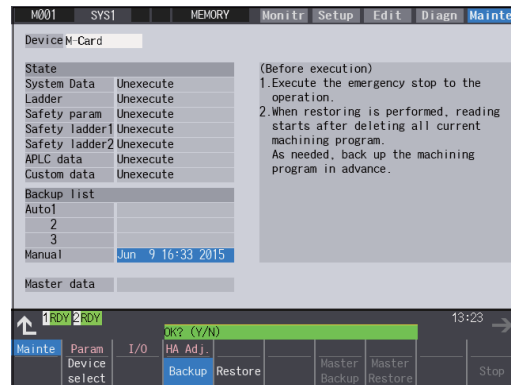 M001 SYS1 MEMORY Monitr Setup Edit Diagn Mainte
Device M-Card
State
System Data Unexecute
Ladder Unexecute
Safety param Unexecute
Safety ladder1 Unexecute
Safety ladder2 Unexecute
APLC data Unexecute
Custom data Unexecute
Backup list
Auto1
2
3
Manual Jun 9 16:33 2015
Master data
(Before execution)
1.Execute the emergency stop to the
operation.
2.When restoring is performed, reading
starts after deleting all current
machining program.
As needed, back up the machining
program in advance.
1RDY 2RDY 13:23
OK? (Y/N)
Mainte Param I/O HA Adj.
Device
select Backup Restore Master
Backup Master
Restore Stop